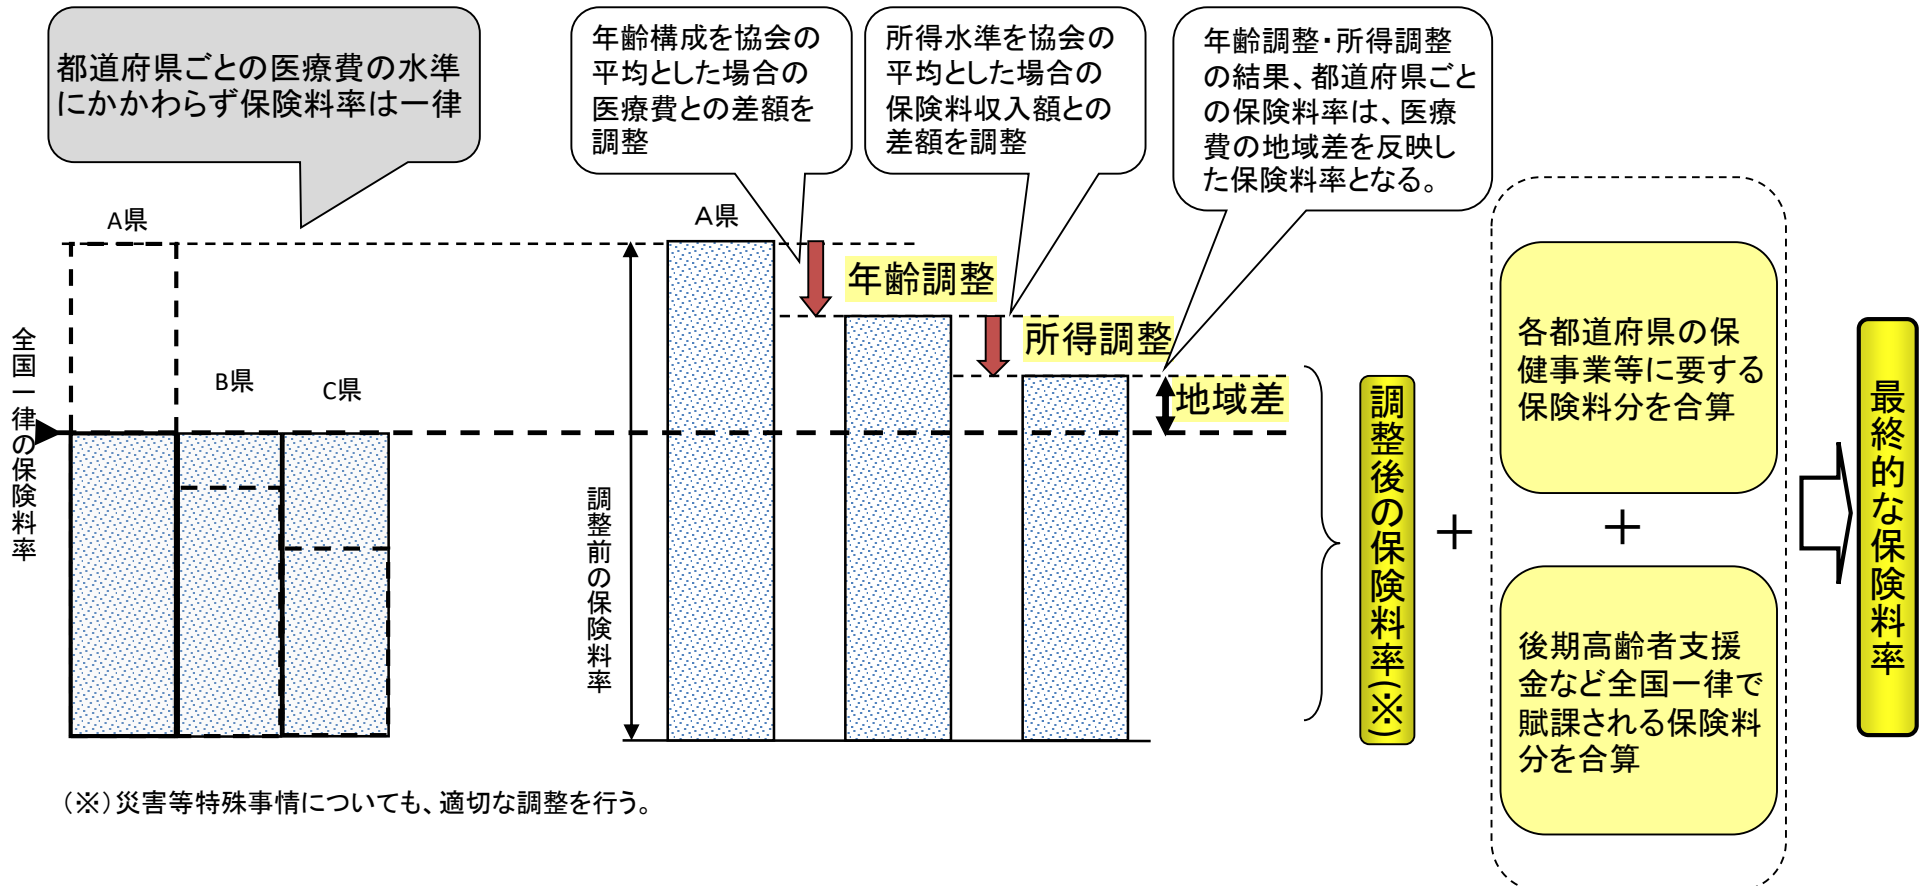 都道府県ごとの医療費の水準
にかかわらず保険料率は一律
年齢構成を協会の
平均とした場合の
医療費との差額を
調整
所得水準を協会の
平均とした場合の
保険料収入額との
差額を調整
年齢調整・所得調整
の結果、都道府県ごと
の保険料率は、医療
費の地域差を反映し
た保険料率となる。
A県
B県
C県
全国一律の保険料率
A県
調整前の保険料率
年齢調整
所得調整
地域差
調整後の保険料率(※)
+
各都道府県の保
健事業等に要する
保険料分を合算
+
後期高齢者支援
金など全国一律で
賦課される保険料
分を合算
最終的な保険料率
(※)災害等特殊事情についても、適切な調整を行う。